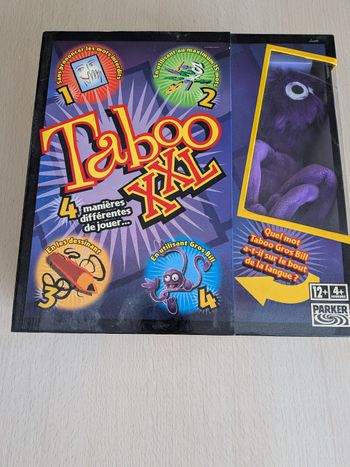 Sans prononcer les mots interdits
1
En utilisant au maximum 15 mots
2
Taboo
XXL
4 manières
différentes
de jouer...
En les dessinant
3
En utilisant Gros Bill
4
Quel mot
Taboo Gros Bill
a-t-il sur le bout
de la langue ?
12+
4+
PARKER